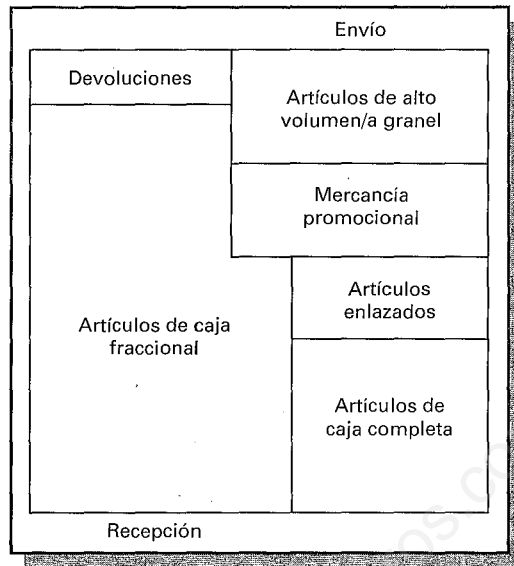 Envío
Devoluciones
Artículos de alto
volumen/a granel
Mercancía
promocional
Artículos
enlazados
Artículos de caja
fraccional
Artículos de
caja completa
Recepción